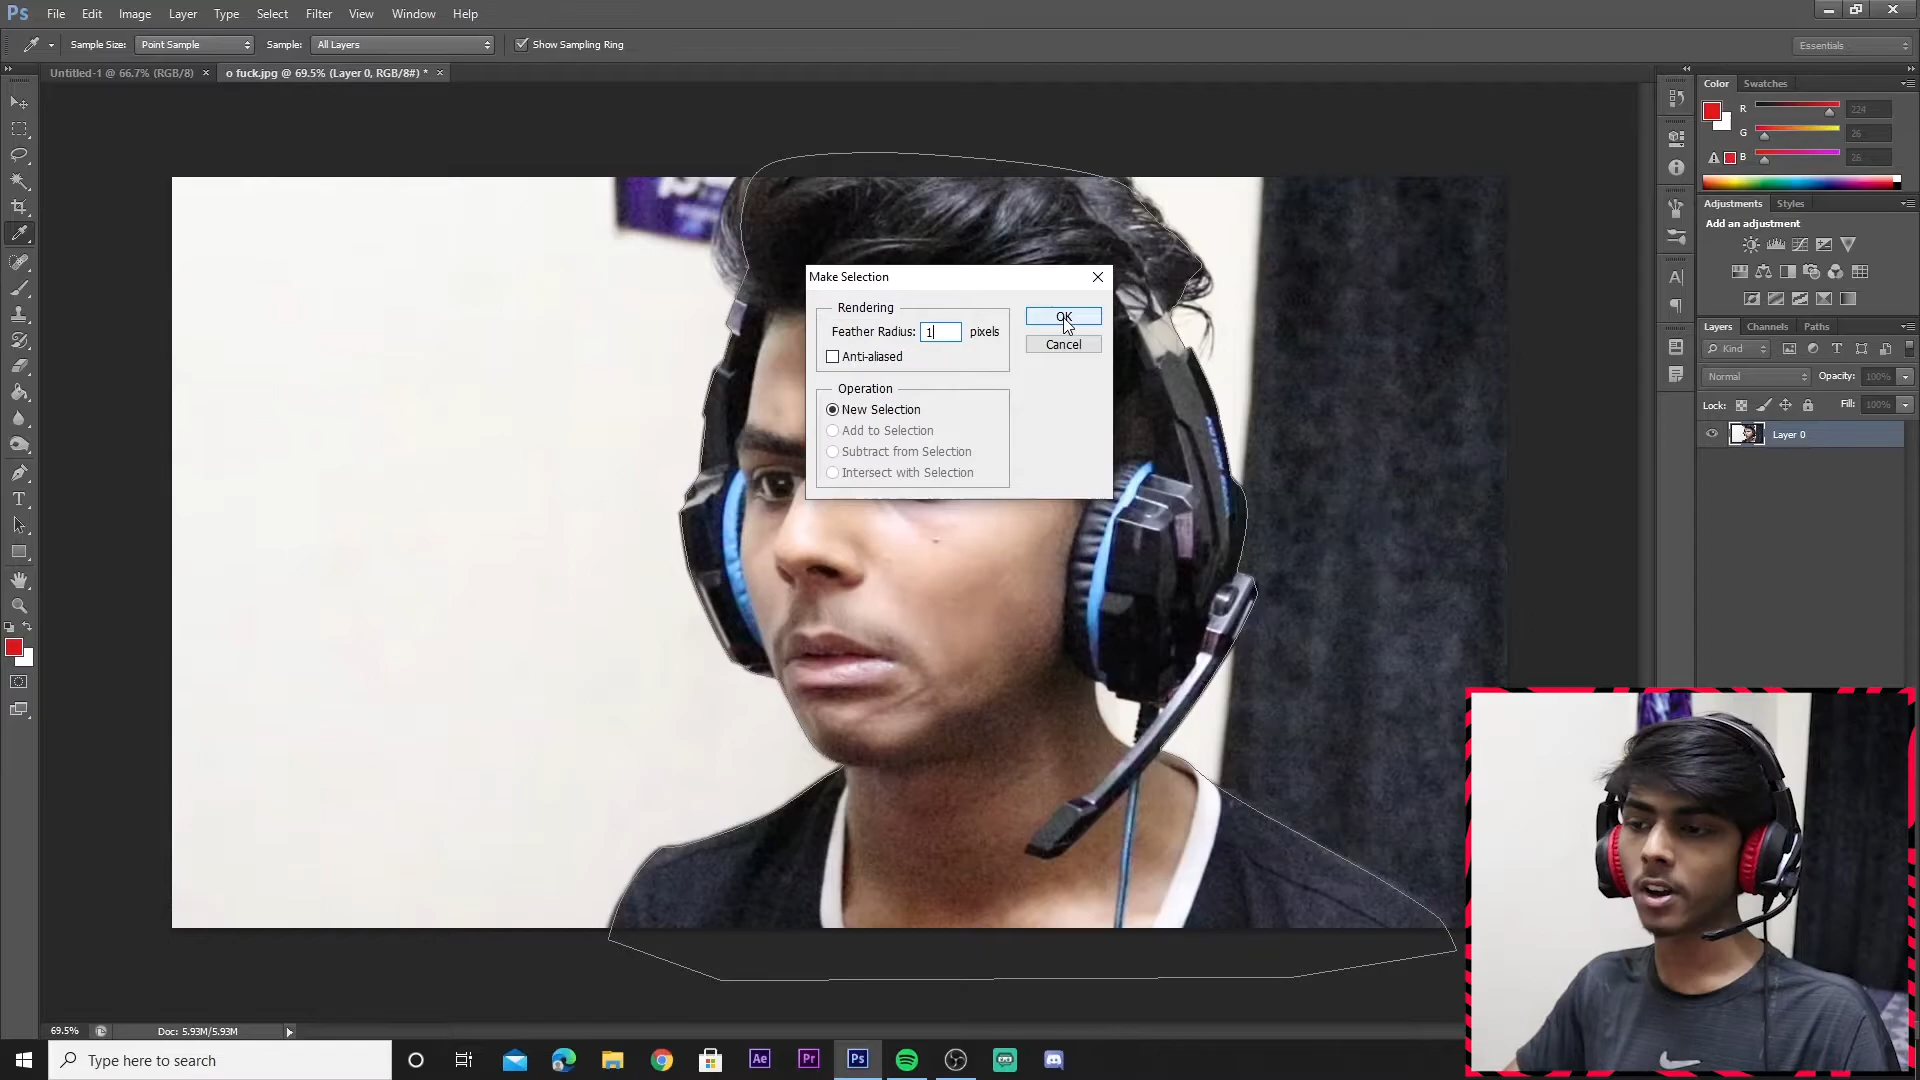 Ps File Edit Image Layer Type Select Filter View Window Help
Sample Size: Point Sample Sample: All Layers Show Sampling Ring Essentials
Untitled-1 @ 66.7% (RGB/8) × o fuck.jpg @ 69.5% (Layer 0, RGB/8#) * ×
Color Swatches
R 224
G 26
B 26
Adjustments Styles
Add an adjustment
Make Selection
Rendering
Feather Radius: 1 pixels
Anti-aliased
OK
Cancel
Operation
New Selection
Add to Selection
Subtract from Selection
Intersect with Selection
Layers Channels Paths
Kind
Normal Opacity: 100%
Lock: Fill: 100%
Layer 0
69.5% Doc: 5.93M/5.93M
Type here to search
Ae Pr Ps